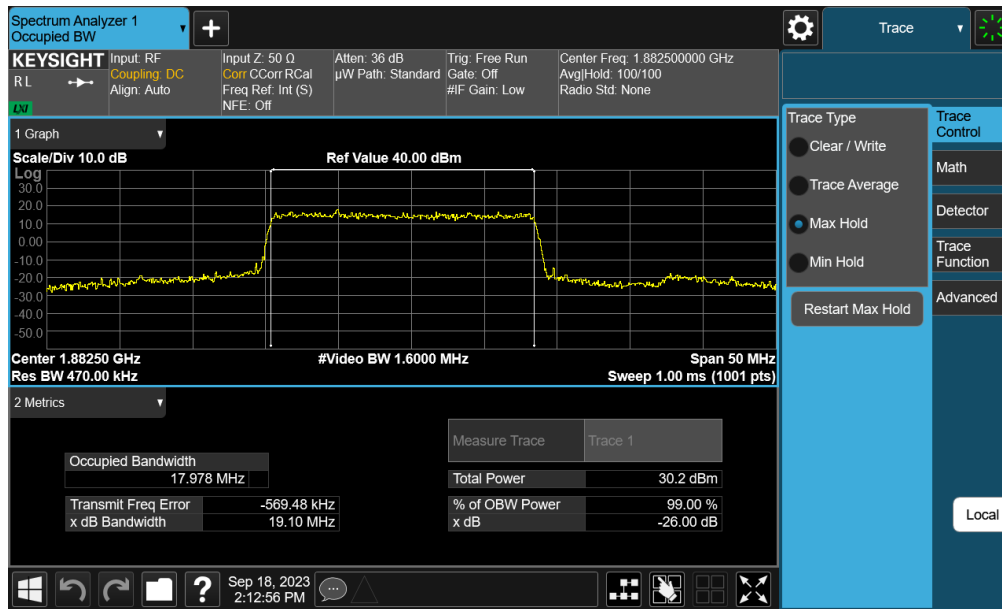 Spectrum Analyzer 1
Occupied BW
Trace
KEYSIGHT
R L
LXI
Input: RF
Coupling: DC
Align: Auto
Input Z: 50 Ω
Corr CCorr RCal
Freq Ref: Int (S)
NFE: Off
Atten: 36 dB
µW Path: Standard
Trig: Free Run
Gate: Off
#IF Gain: Low
Center Freq: 1.882500000 GHz
Avg|Hold: 100/100
Radio Std: None
1 Graph
Scale/Div 10.0 dB
Ref Value 40.00 dBm
Log
30.0
20.0
10.0
0.00
-10.0
-20.0
-30.0
-40.0
-50.0
Center 1.88250 GHz
#Video BW 1.6000 MHz
Span 50 MHz
Res BW 470.00 kHz
Sweep 1.00 ms (1001 pts)
2 Metrics
Measure Trace
Trace 1
Occupied Bandwidth
17.978 MHz
Total Power
30.2 dBm
Transmit Freq Error
-569.48 kHz
% of OBW Power
99.00 %
x dB Bandwidth
19.10 MHz
x dB
-26.00 dB
Trace Type
Clear / Write
Trace Average
Max Hold
Min Hold
Restart Max Hold
Trace
Control
Math
Detector
Trace
Function
Advanced
Local
?
Sep 18, 2023
2:12:56 PM